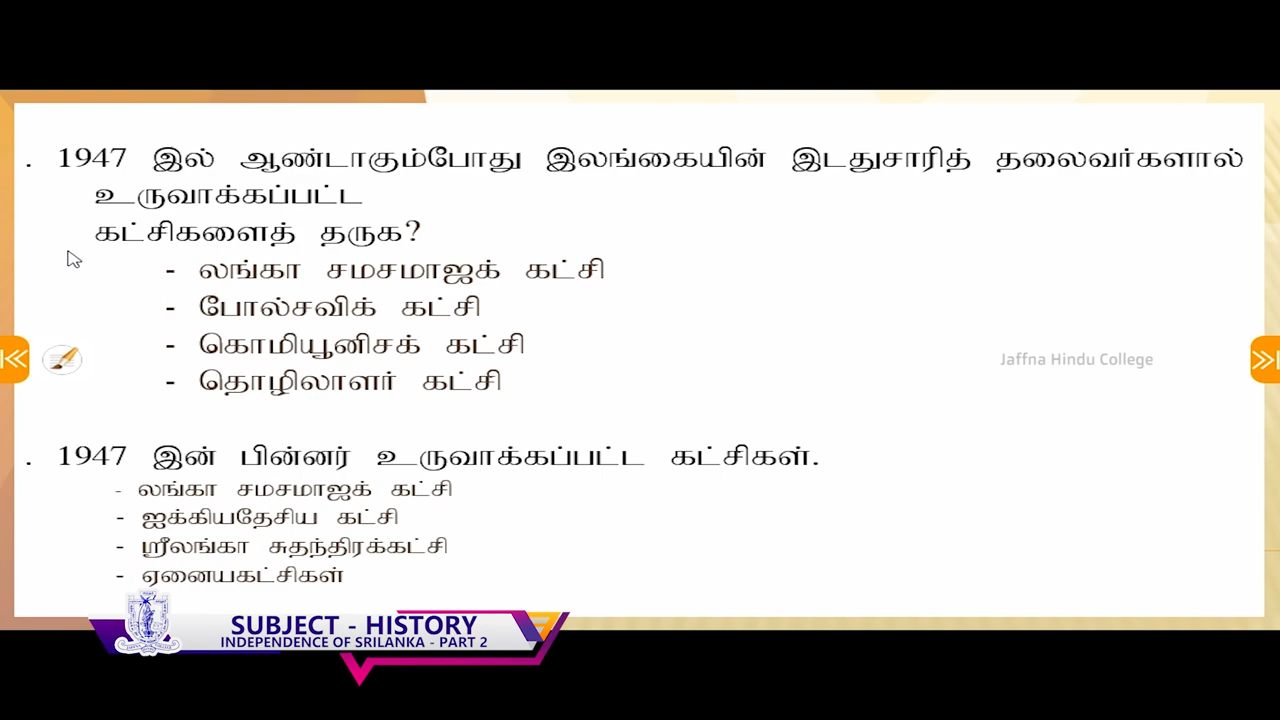 . 1947 இல் ஆண்டாகும்போது இலங்கையின் இடதுசாரித் தலைவர்களால்
உருவாக்கப்பட்ட
கட்சிகளைத் தருக?
- லங்கா சமசமாஜக் கட்சி
- போல்சவிக் கட்சி
- கொமியூனிசக் கட்சி
- தொழிலாளர் கட்சி
Jaffna Hindu College
. 1947 இன் பின்னர் உருவாக்கப்பட்ட கட்சிகள்.
- லங்கா சமசமாஜக் கட்சி
- ஐக்கியதேசிய கட்சி
- ஸ்ரீலங்கா சுதந்திரக்கட்சி
- ஏனையகட்சிகள்
SUBJECT - HISTORY
INDEPENDENCE OF SRILANKA - PART 2